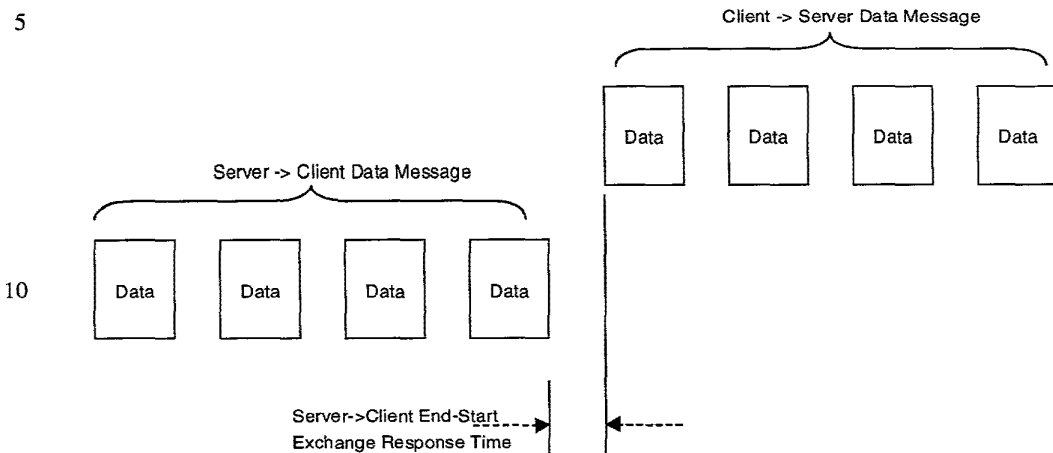 5
Client -> Server Data Message
Data Data Data Data
Server -> Client Data Message
10
Data Data Data Data
Server->Client End-Start
Exchange Response Time